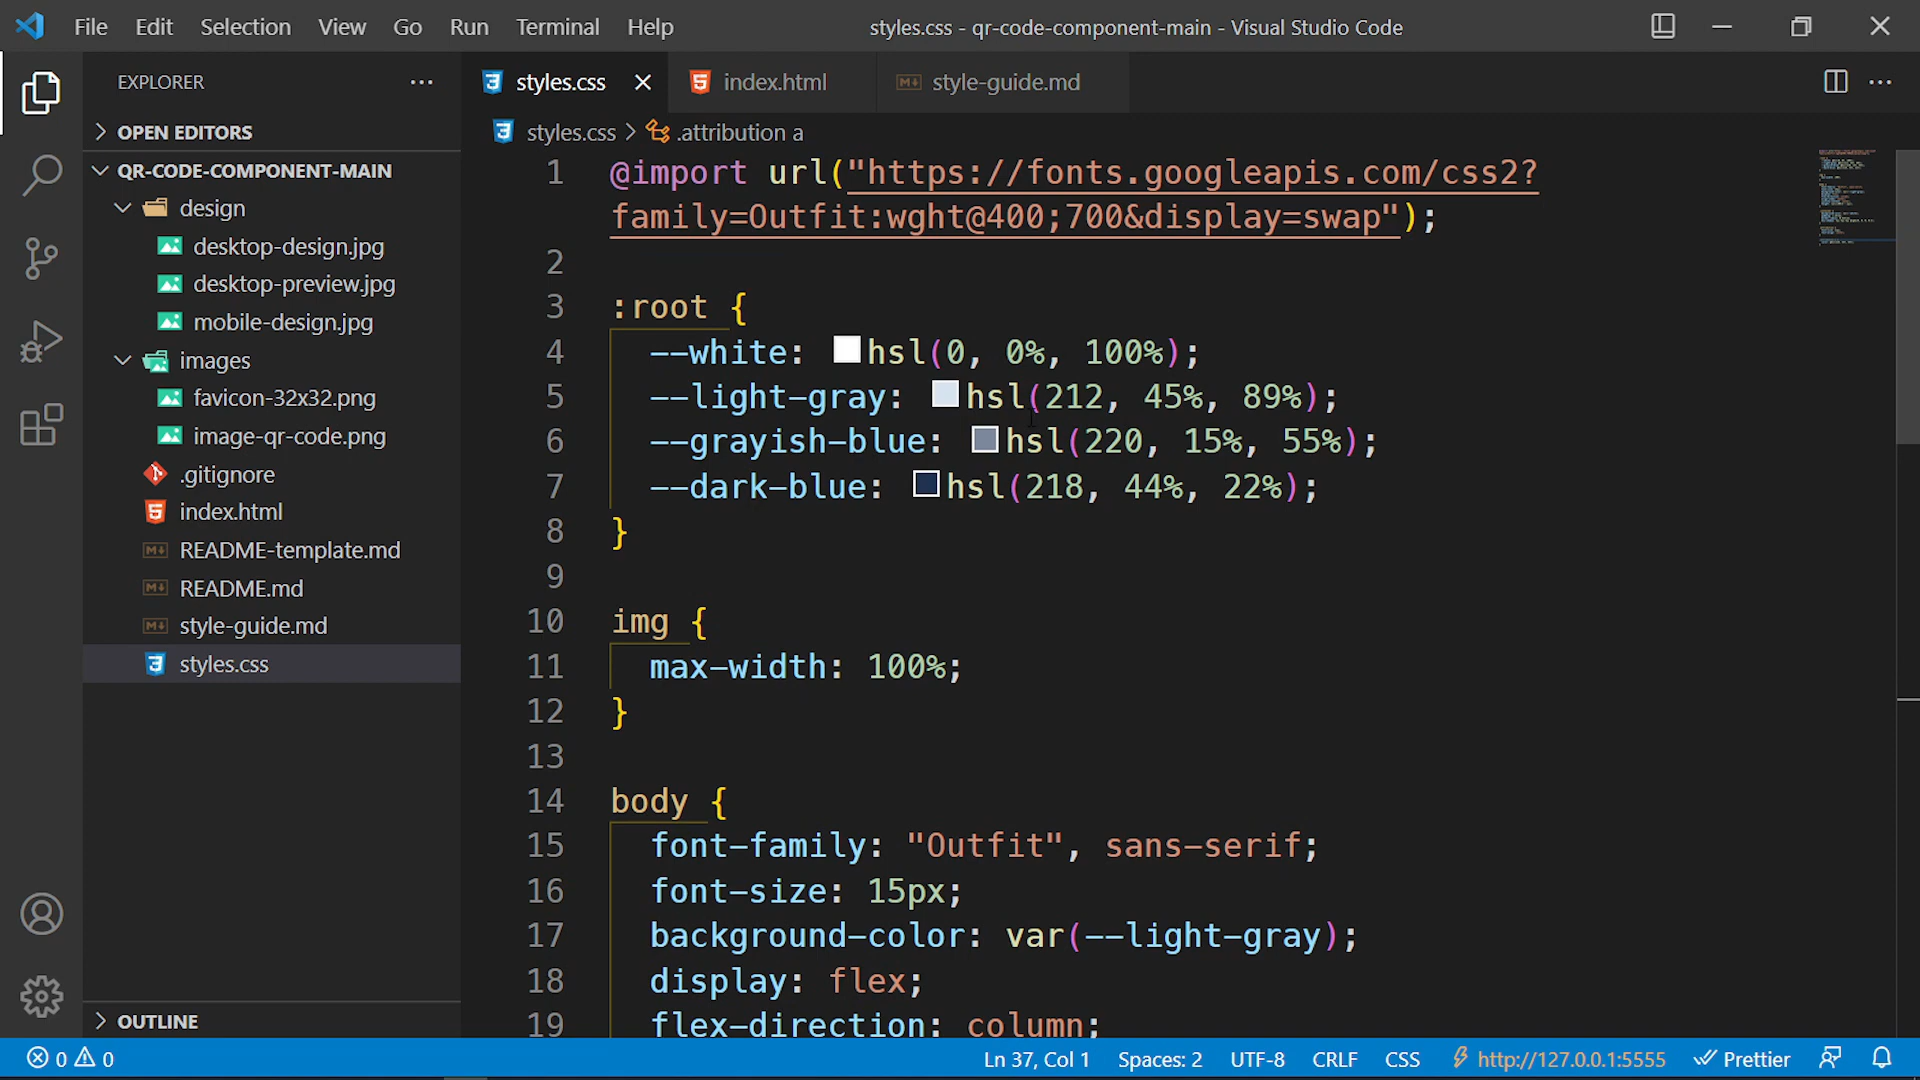 File Edit Selection View Go Run Terminal Help
styles.css - qr-code-component-main - Visual Studio Code
EXPLORER
OPEN EDITORS
QR-CODE-COMPONENT-MAIN
design
desktop-design.jpg
desktop-preview.jpg
mobile-design.jpg
images
favicon-32x32.png
image-qr-code.png
.gitignore
index.html
README-template.md
README.md
style-guide.md
styles.css
OUTLINE
styles.css index.html style-guide.md
styles.css > .attribution a
1 @import url("https://fonts.googleapis.com/css2?
family=Outfit:wght@400;700&display=swap");
2
3 :root {
4 --white: hsl(0, 0%, 100%);
5 --light-gray: hsl(212, 45%, 89%);
6 --grayish-blue: hsl(220, 15%, 55%);
7 --dark-blue: hsl(218, 44%, 22%);
8 }
9
10 img {
11 max-width: 100%;
12 }
13
14 body {
15 font-family: "Outfit", sans-serif;
16 font-size: 15px;
17 background-color: var(--light-gray);
18 display: flex;
19 flex-direction: column;
0 0 Ln 37, Col 1 Spaces: 2 UTF-8 CRLF CSS http://127.0.0.1:5555 Prettier